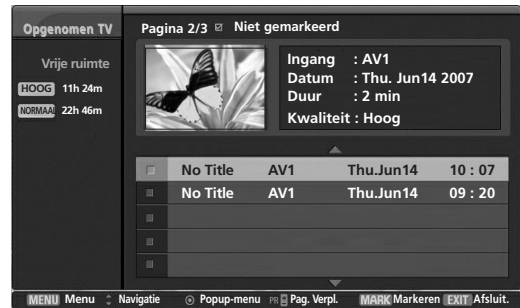 Opgenomen TV
Vrije ruimte
HOOG 11h 24m
NORMAAL 22h 46m
Pagina 2/3 Niet gemarkeerd
Ingang : AV1
Datum : Thu. Jun14 2007
Duur : 2 min
Kwaliteit : Hoog
No Title AV1 Thu.Jun14 10 : 07
No Title AV1 Thu.Jun14 09 : 20
MENU Menu Navigatie Popup-menu PR Pag. Verpl. MARK Markeren EXIT Afsluit.